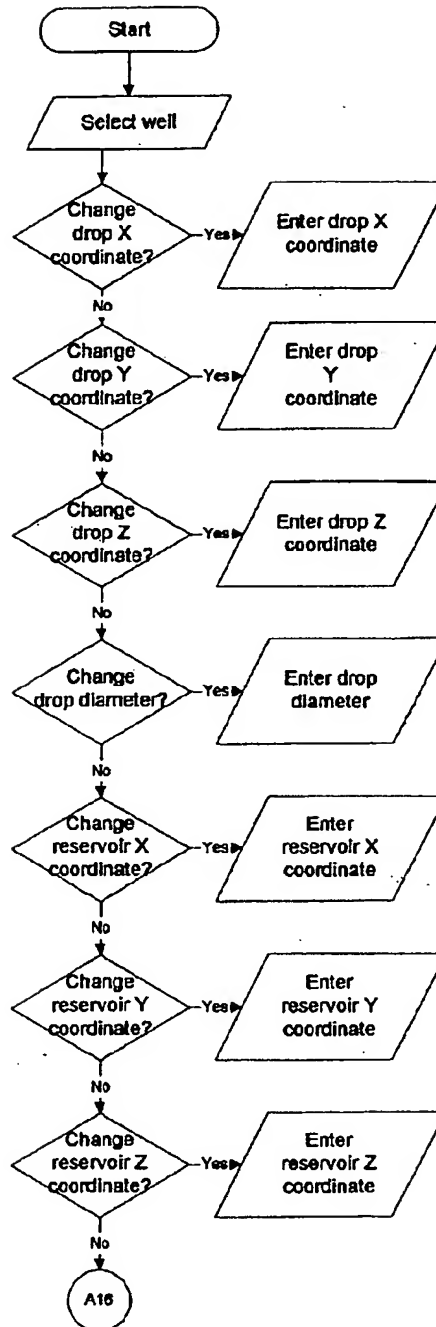 Start
Select well
Change
drop X
coordinate?
Yes
Enter drop X
coordinate
No
Change
drop Y
coordinate?
Yes
Enter drop
Y
coordinate
No
Change
drop Z
coordinate?
Yes
Enter drop Z
coordinate
No
Change
drop diameter?
Yes
Enter drop
diameter
No
Change
reservoir X
coordinate?
Yes
Enter
reservoir X
coordinate
No
Change
reservoir Y
coordinate?
Yes
Enter
reservoir Y
coordinate
No
Change
reservoir Z
coordinate?
Yes
Enter
reservoir Z
coordinate
No
A16